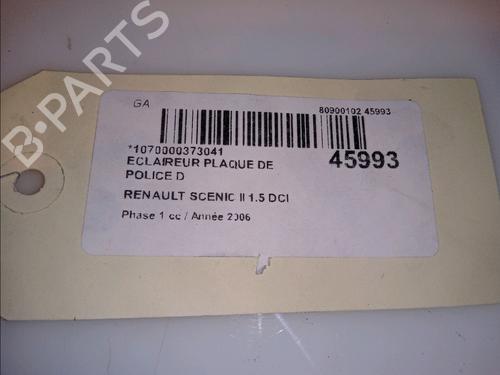 GA
80900102 45993
*1070000373041
45993
ECLAIREUR PLAQUE DE
POLICE D
RENAULT SCENIC II 1.5 DCI
Phase 1 cc / Année 2006
B-PARTS